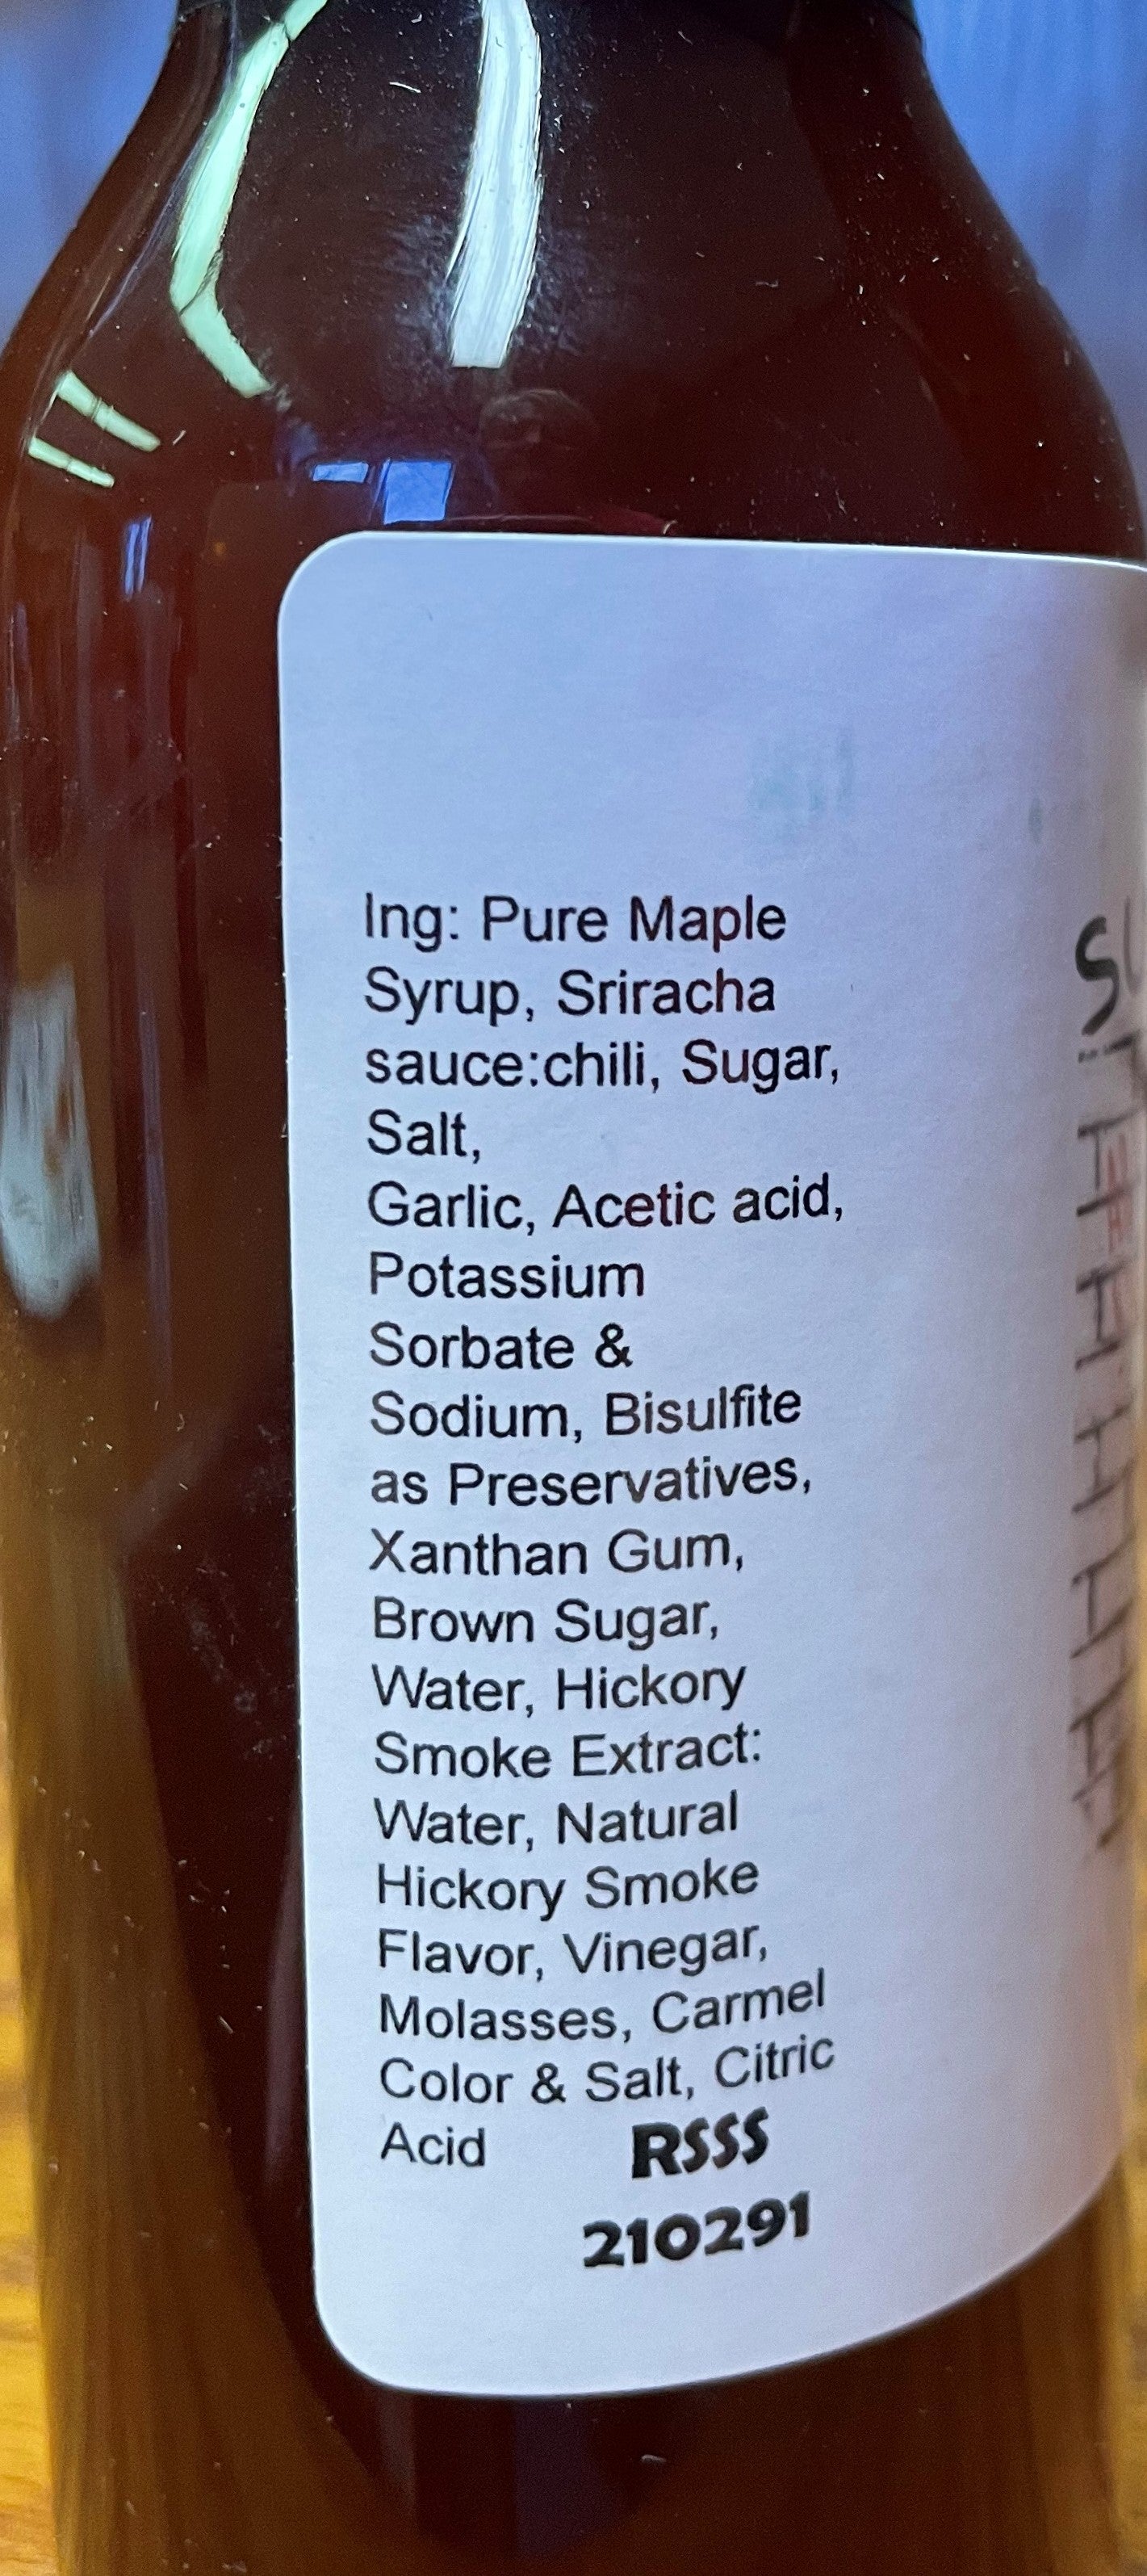 Ing: Pure Maple
Syrup, Sriracha
sauce:chili, Sugar,
Salt,
Garlic, Acetic acid,
Potassium
Sorbate &
Sodium, Bisulfite
as Preservatives,
Xanthan Gum,
Brown Sugar,
Water, Hickory
Smoke Extract:
Water, Natural
Hickory Smoke
Flavor, Vinegar,
Molasses, Carmel
Color & Salt, Citric
Acid RSSS
210291